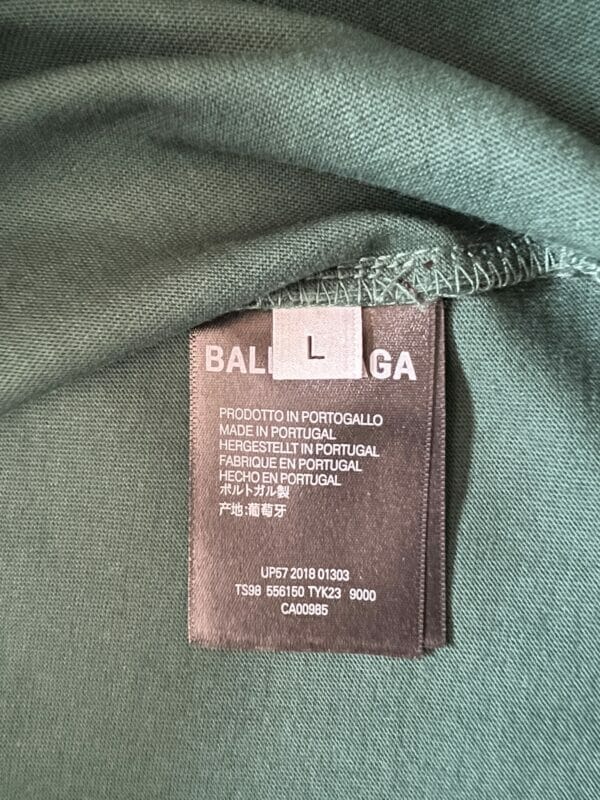 L
BAL AGA
PRODOTTO IN PORTOGALLO
MADE IN PORTUGAL
HERGESTELLT IN PORTUGAL
FABRIQUE EN PORTUGAL
HECHO EN PORTUGAL
ポルトガル製
产地:葡萄牙
UP57 2018 01303
TS98 556150 TYK23 9000
CA00985